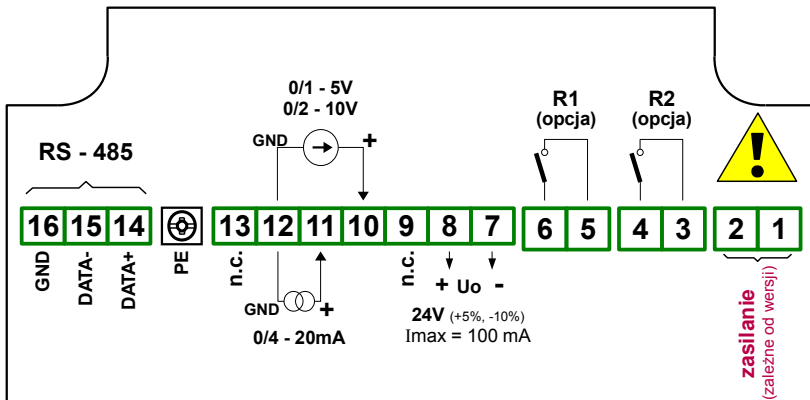 0/1 - 5V
0/2 - 10V
GND
+
R1
(opcja)
R2
(opcja)
RS - 485
16 15 14
13 12 11 10 9 8 7
6 5
4 3
2 1
GND
DATA-
DATA+
PE
n.c.
GND
+
0/4 - 20mA
n.c.
+ Uo -
24V (+5%, -10%)
Imax = 100 mA
zasilanie
(zależne od wersji)